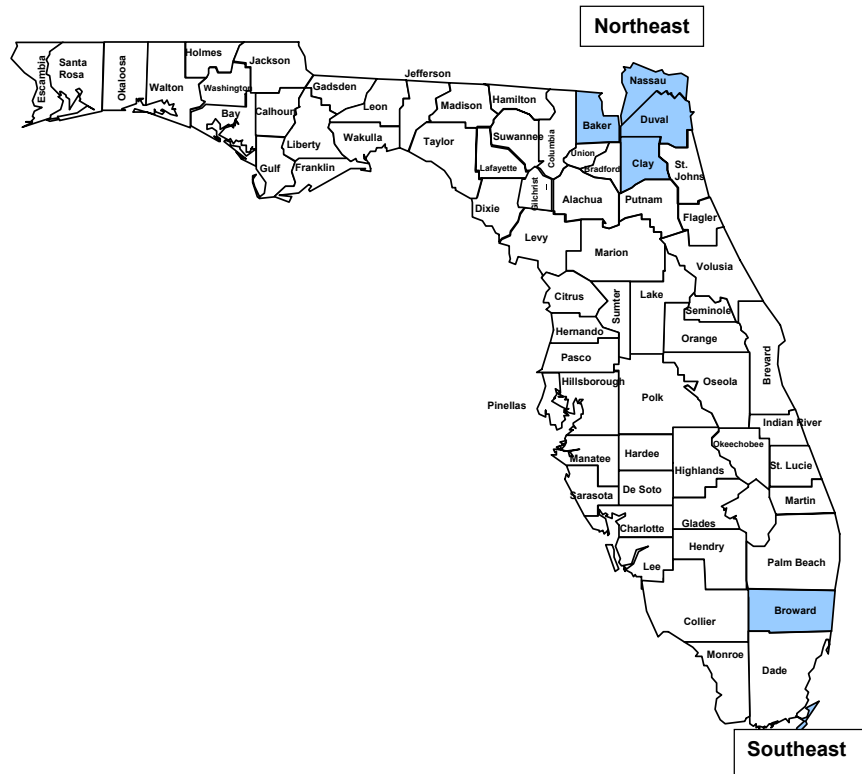 Northeast
Holmes
Jackson
Santa
Rosa
Escambia
Okaloosa
Walton
Washington
Bay
Calhoun
Gulf
Liberty
Franklin
Gadsden
Leon
Wakulla
Jefferson
Madison
Taylor
Hamilton
Suwannee
Lafayette
Dixie
Columbia
Gilchrist
Baker
Union
Bradford
Nassau
Duval
Clay
St.
Johns
Alachua
Putnam
Flagler
Levy
Marion
Volusia
Citrus
Sumter
Lake
Seminole
Hernando
Orange
Pasco
Brevard
Hillsborough
Oseola
Pinellas
Polk
Indian River
Okeechobee
Manatee
Hardee
Highlands
St. Lucie
Sarasota
De Soto
Martin
Charlotte
Glades
Hendry
Lee
Palm Beach
Collier
Broward
Monroe
Dade
Southeast